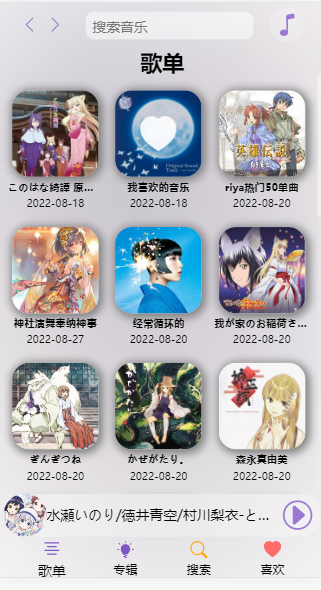 搜索音乐
歌单
このはな綺譚 原...
我喜欢的音乐
riya热门50单曲
2022-08-18
2022-08-18
2022-08-20
神社演舞奉纳神事
经常循环的
我が家のお稲荷さ...
2022-08-27
2022-08-20
2022-08-20
ぎんぎつね
かぜがたり。
森永真由美
2022-08-20
2022-08-20
2022-08-20
水瀬いのり/徳井青空/村川梨衣-と...
歌单
专辑
搜索
喜欢